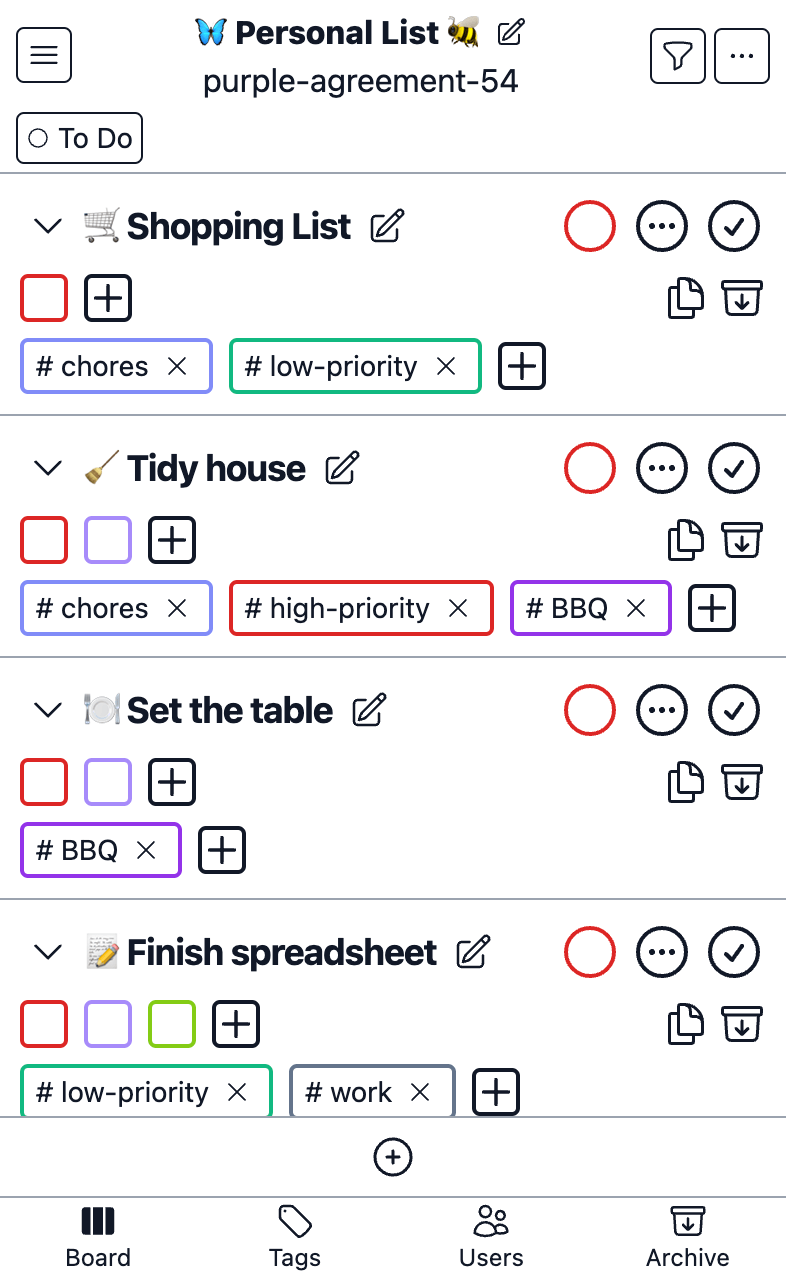 🦋 Personal List 🐝
purple-agreement-54
To Do
🛒 Shopping List
# chores # low-priority
🧹 Tidy house
# chores # high-priority # BBQ
🍽️ Set the table
# BBQ
📝 Finish spreadsheet
# low-priority # work
Board Tags Users Archive